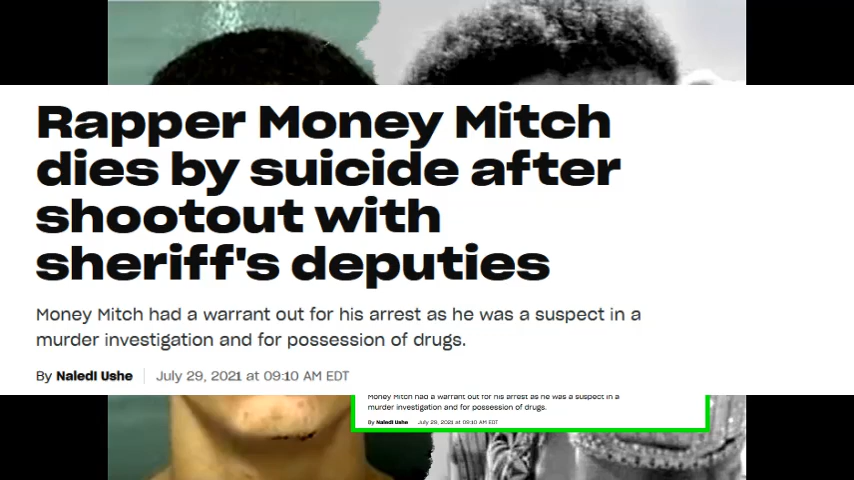 Rapper Money Mitch
dies by suicide after
shootout with
sheriff's deputies
Money Mitch had a warrant out for his arrest as he was a suspect in a
murder investigation and for possession of drugs.
By Naledi Ushe July 29, 2021 at 09:10 AM EDT
Money Mitch had a warrant out for his arrest as he was a suspect in a
murder investigation and for possession of drugs.
By Naledi Ushe July 29, 2021 at 09:10 AM EDT